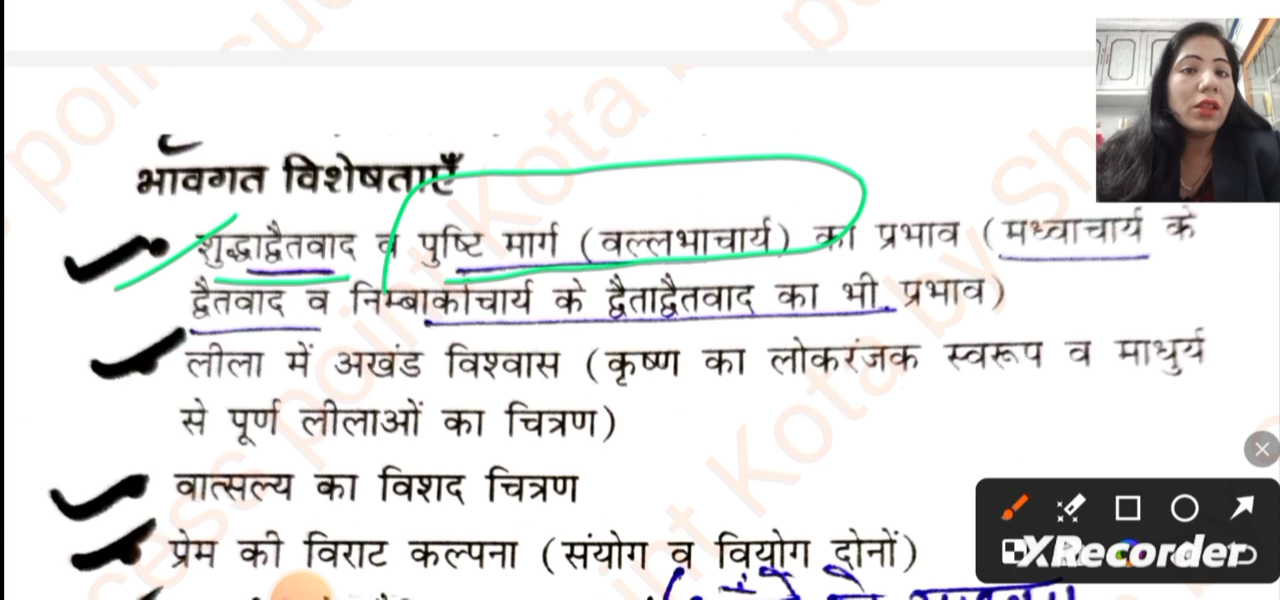 भावगत विशेषताएँ
शुद्धाद्वैतवाद व पुष्टि मार्ग (वल्लभाचार्य) का प्रभाव (मध्वाचार्य के
द्वैतवाद व निम्बार्काचार्य के द्वैताद्वैतवाद का भी प्रभाव)
लीला में अखंड विश्वास (कृष्ण का लोकरंजक स्वरूप व माधुर्य
से पूर्ण लीलाओं का चित्रण)
वात्सल्य का विशद चित्रण
प्रेम की विराट कल्पना (संयोग व वियोग दोनों)
XRecorder